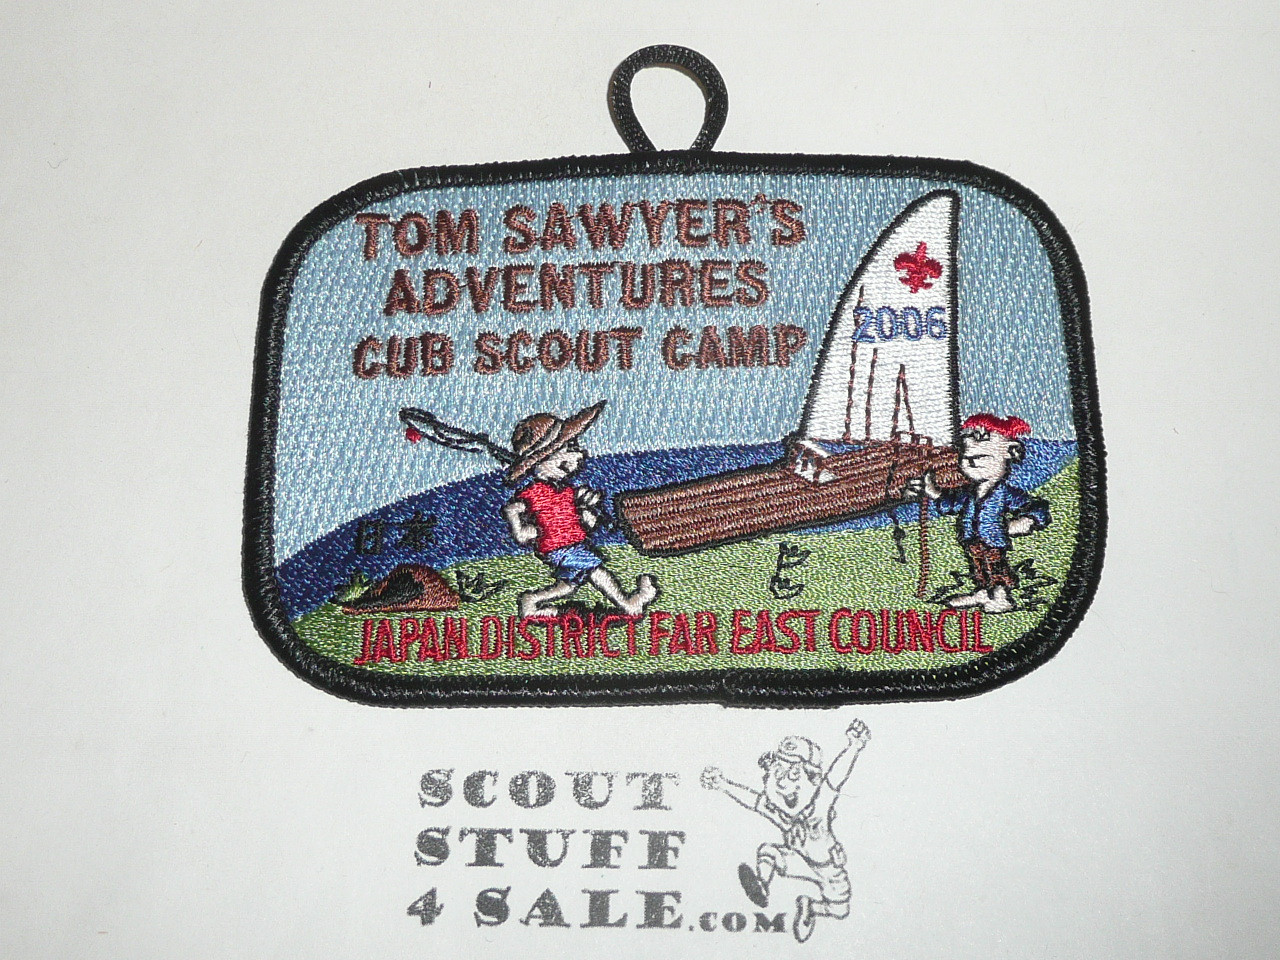 TOM SAWYER'S
ADVENTURES
CUB SCOUT CAMP
2006
日本
JAPAN DISTRICT FAR EAST COUNCIL
SCOUT
STUFF
4 SALE.COM